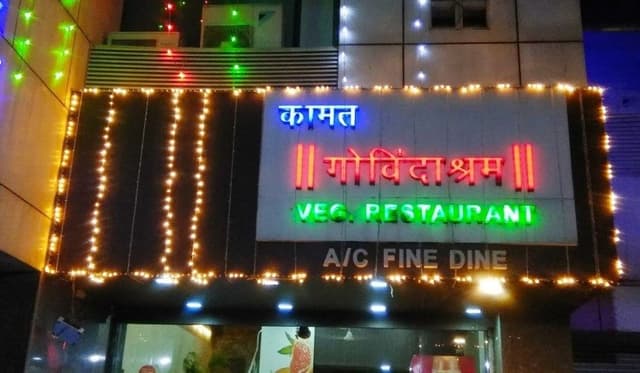 कामत
॥ गोविंदाश्रम ॥
VEG. RESTAURANT
A/C FINE DINE